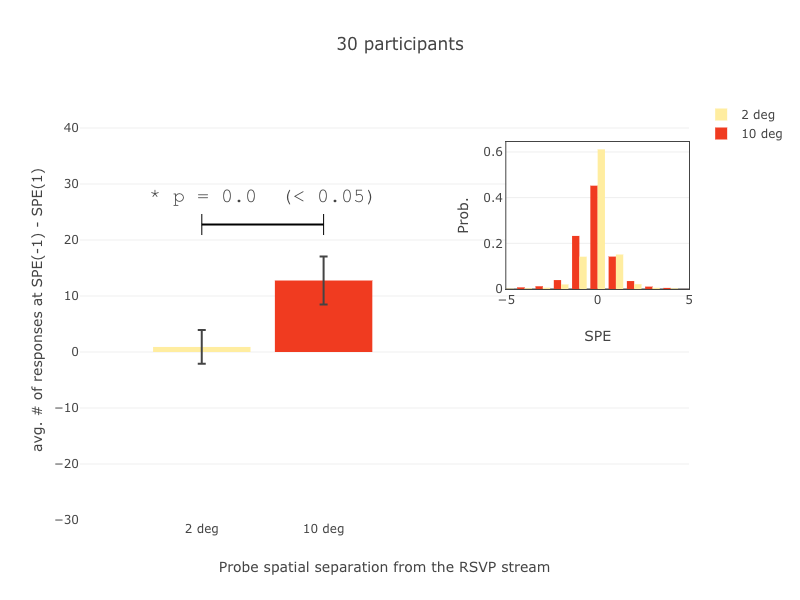 30 participants
2 deg
10 deg
40
30
20
10
0
−10
−20
−30
avg. # of responses at SPE(-1) - SPE(1)
* p = 0.0  (< 0.05)
2 deg
10 deg
Probe spatial separation from the RSVP stream
0.6
0.4
0.2
0
Prob.
−5
0
5
SPE